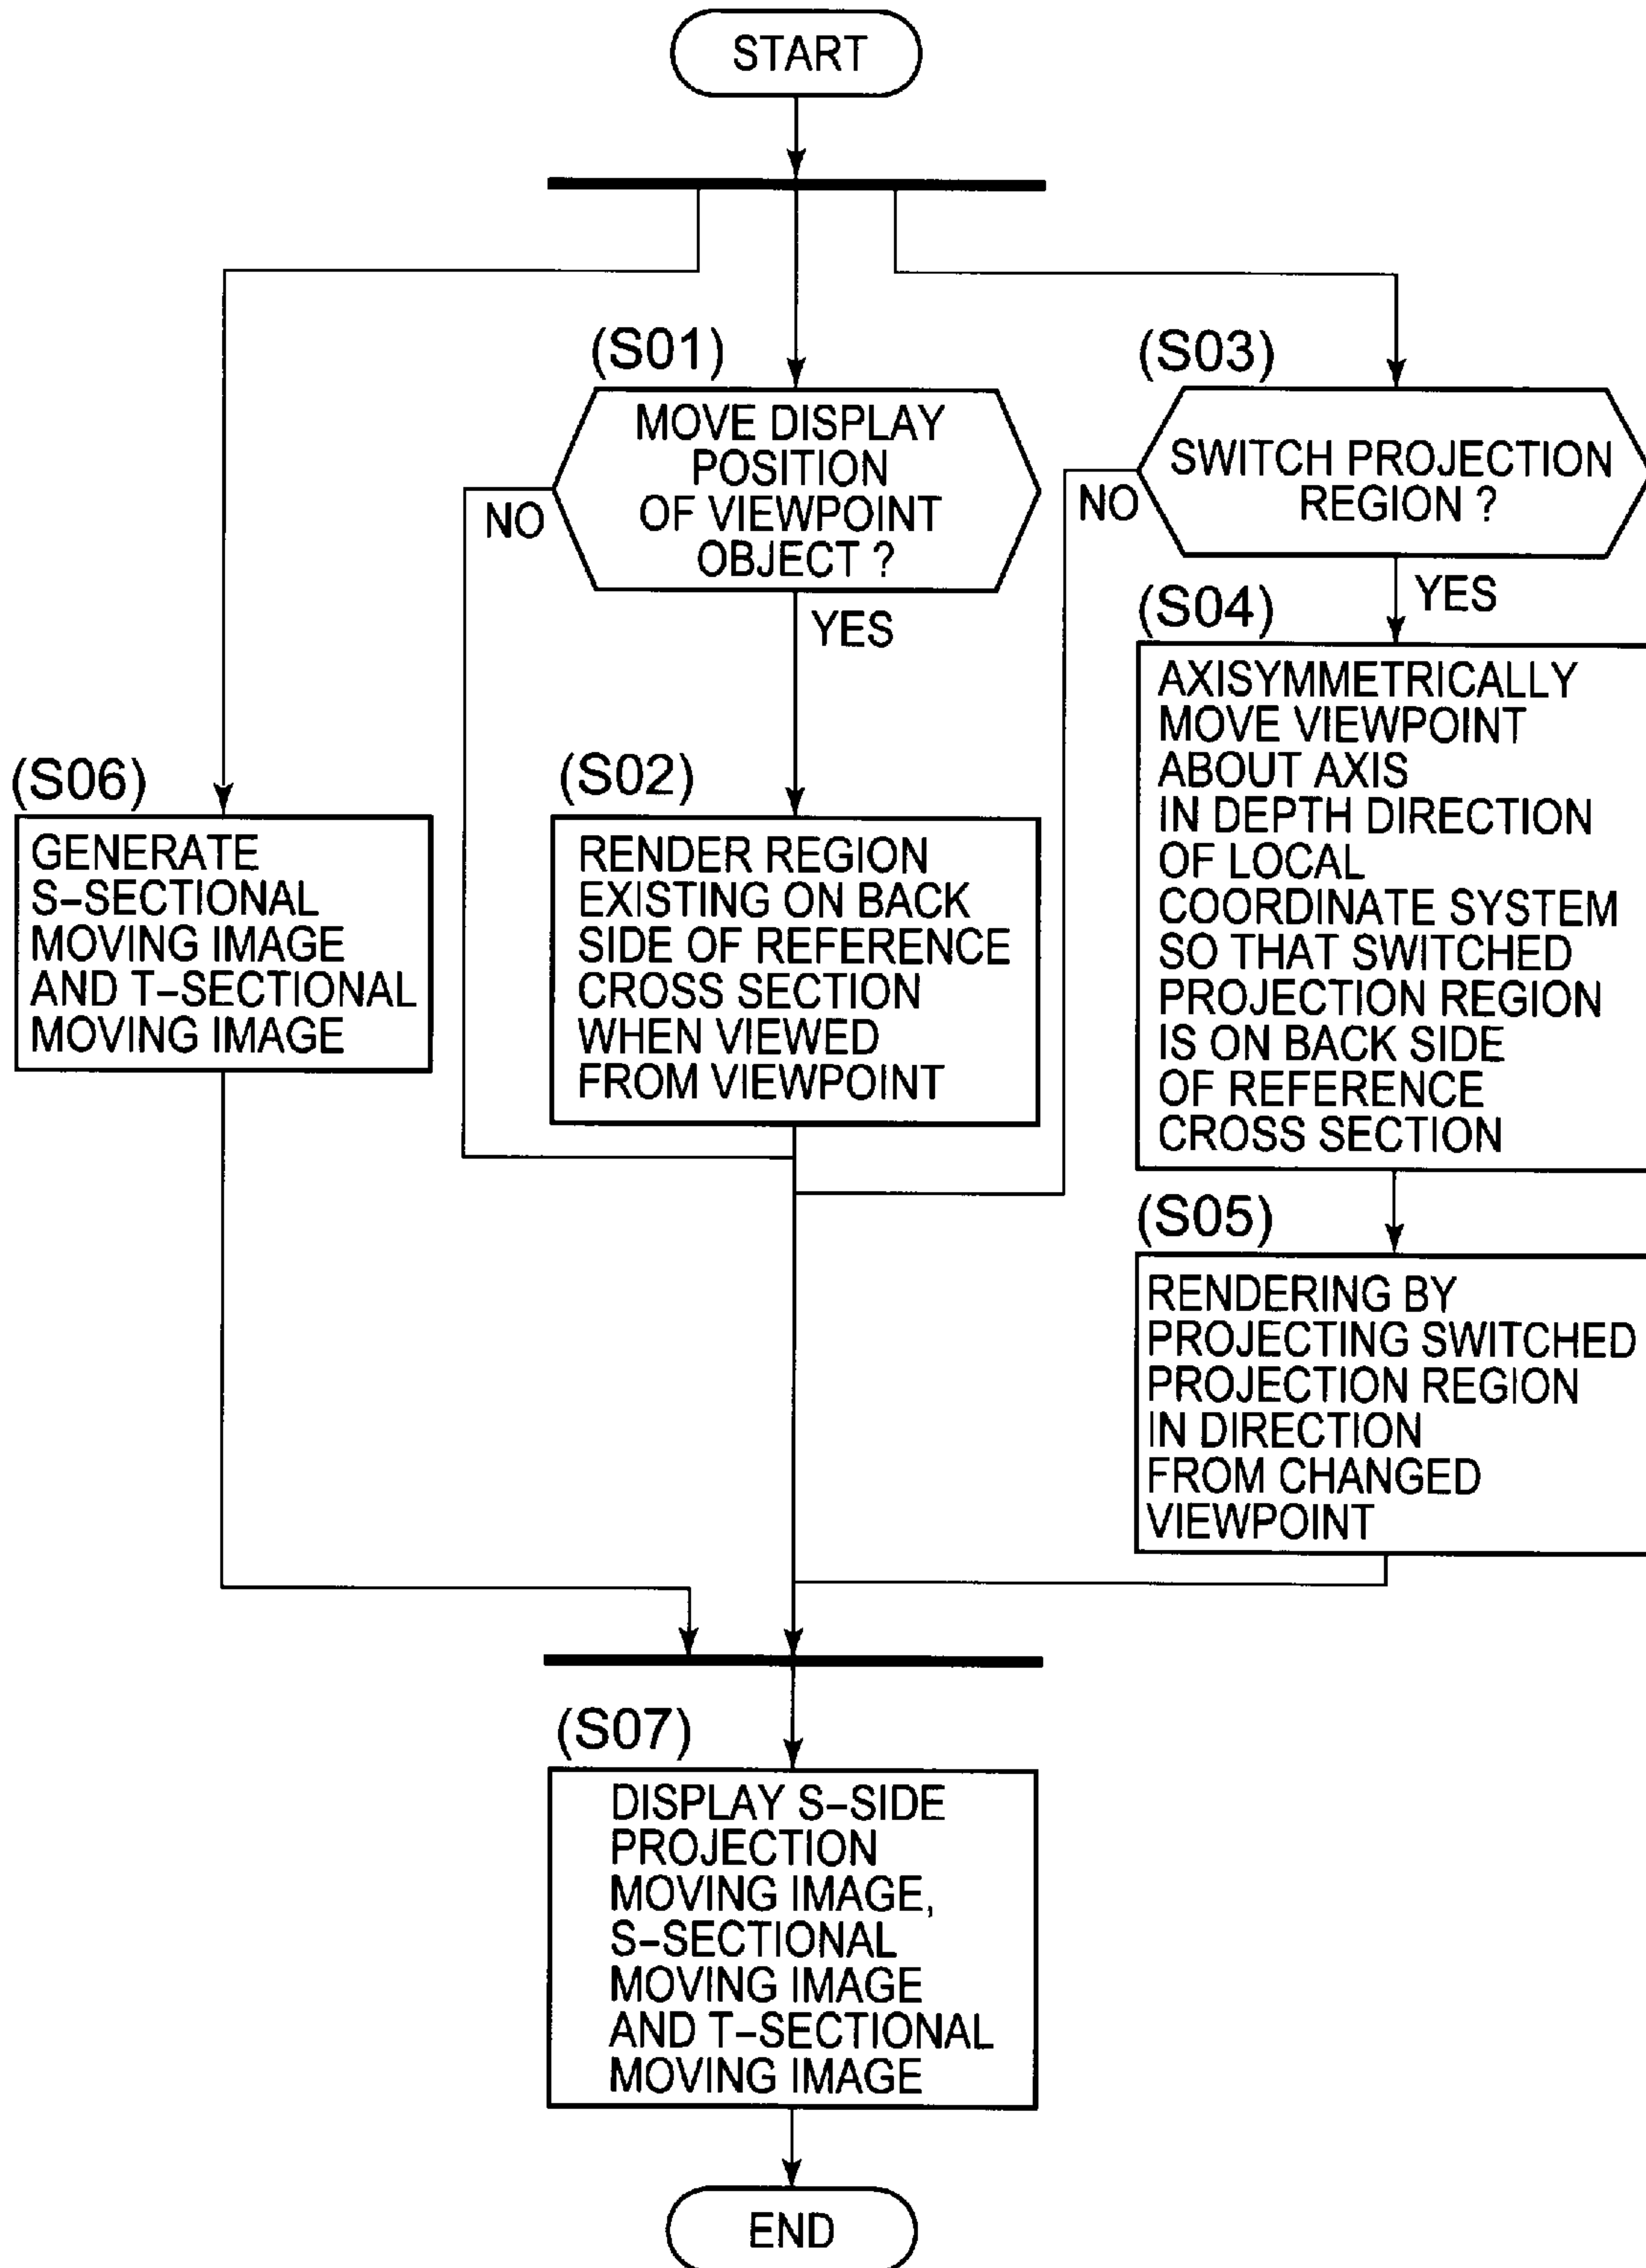 START
(S01)
MOVE DISPLAY
POSITION
OF VIEWPOINT
OBJECT ?
NO
YES
(S02)
RENDER REGION
EXISTING ON BACK
SIDE OF REFERENCE
CROSS SECTION
WHEN VIEWED
FROM VIEWPOINT
(S03)
SWITCH PROJECTION
REGION ?
NO
YES
(S04)
AXISYMMETRICALLY
MOVE VIEWPOINT
ABOUT AXIS
IN DEPTH DIRECTION
OF LOCAL
COORDINATE SYSTEM
SO THAT SWITCHED
PROJECTION REGION
IS ON BACK SIDE
OF REFERENCE
CROSS SECTION
(S05)
RENDERING BY
PROJECTING SWITCHED
PROJECTION REGION
IN DIRECTION
FROM CHANGED
VIEWPOINT
(S06)
GENERATE
S-SECTIONAL
MOVING IMAGE
AND T-SECTIONAL
MOVING IMAGE
(S07)
DISPLAY S-SIDE
PROJECTION
MOVING IMAGE,
S-SECTIONAL
MOVING IMAGE
AND T-SECTIONAL
MOVING IMAGE
END